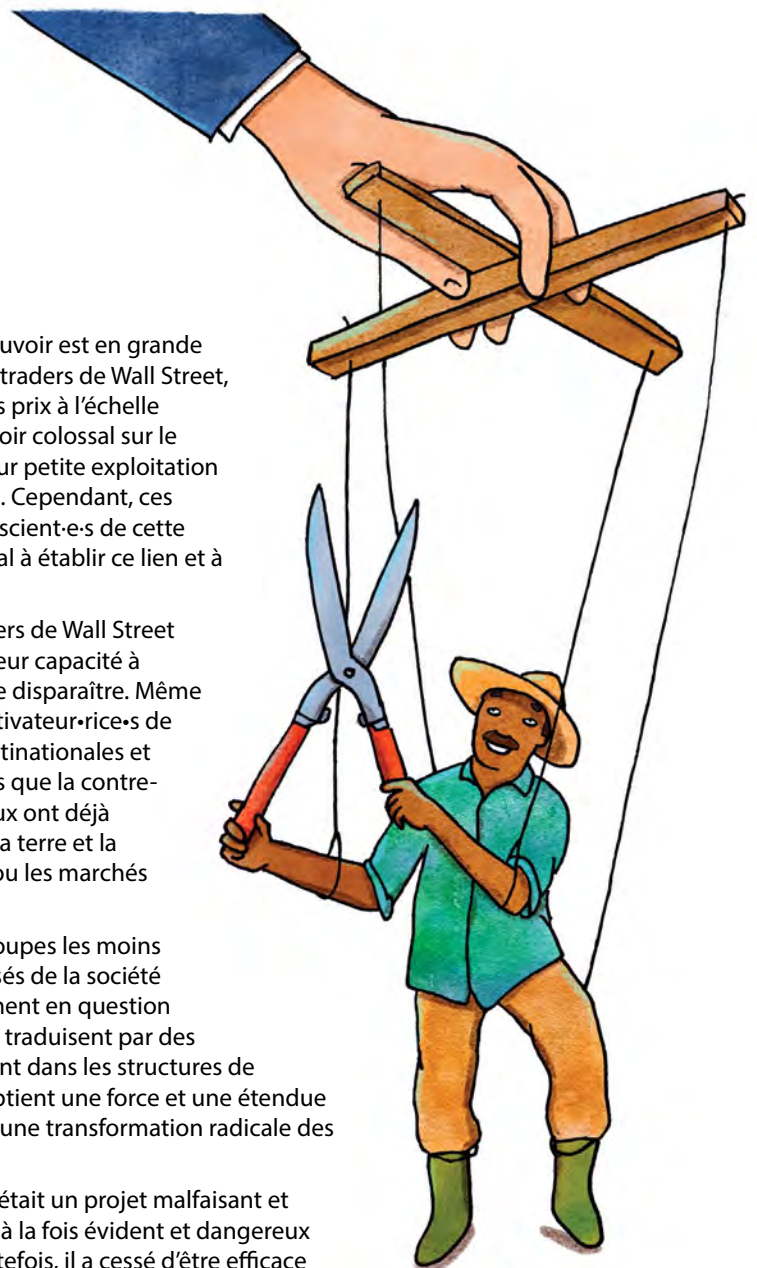 uvoir est en grande
traders de Wall Street,
s prix à l’échelle
oir colossal sur le
ur petite exploitation
. Cependant, ces
scient·e·s de cette
al à établir ce lien et à
ers de Wall Street
eur capacité à
e disparaître. Même
tivateur•rice•s de
tinationales et
s que la contre-
ux ont déjà
a terre et la
ou les marchés
oupes les moins
sés de la société
ment en question
traduisent par des
nt dans les structures de
otient une force et une étendue
une transformation radicale des
était un projet malfaisant et
à la fois évident et dangereux
tefois, il a cessé d’être efficace